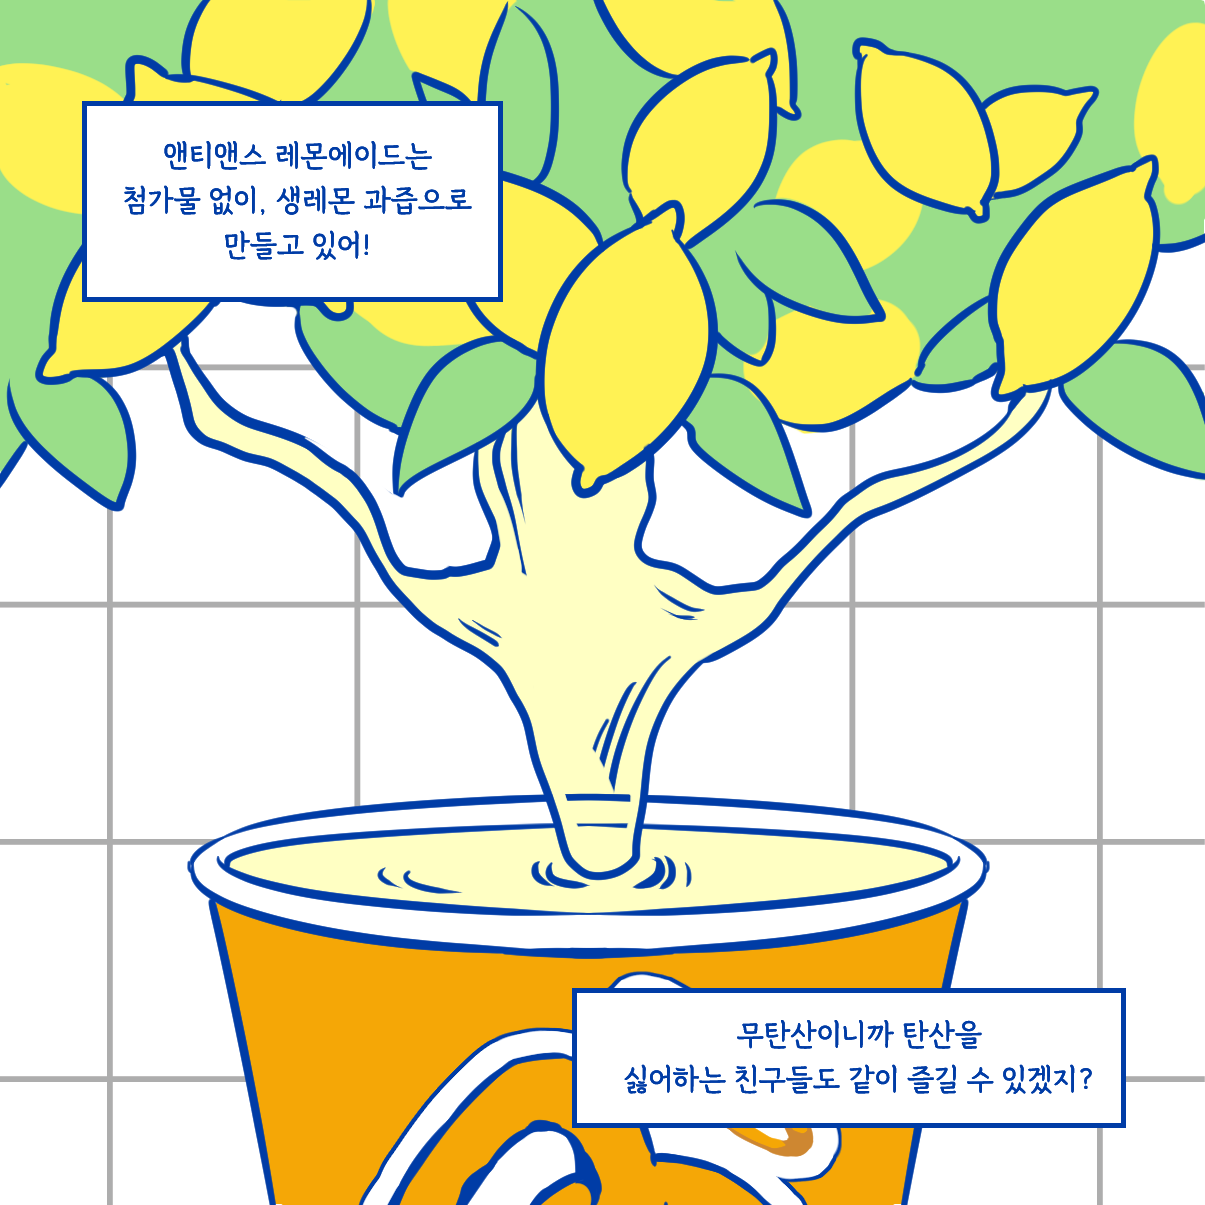 앤티앤스 레몬에이드는
첨가물 없이, 생레몬 과즙으로
만들고 있어!
무탄산이니까 탄산을
싫어하는 친구들도 같이 즐길 수 있겠지?